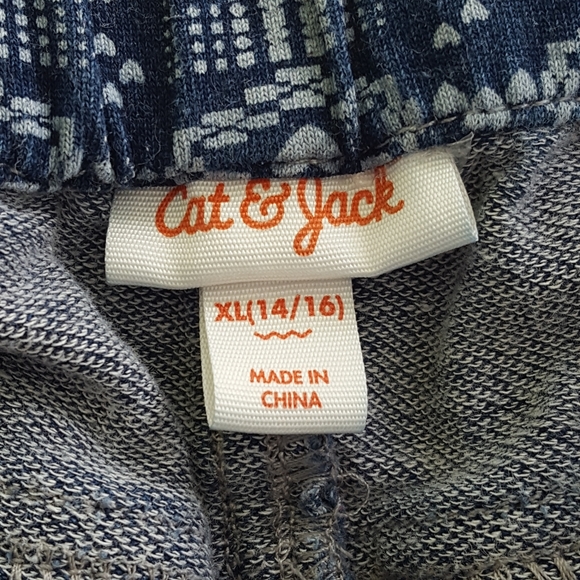 Cat & Jack
XL(14/16)
MADE IN
CHINA